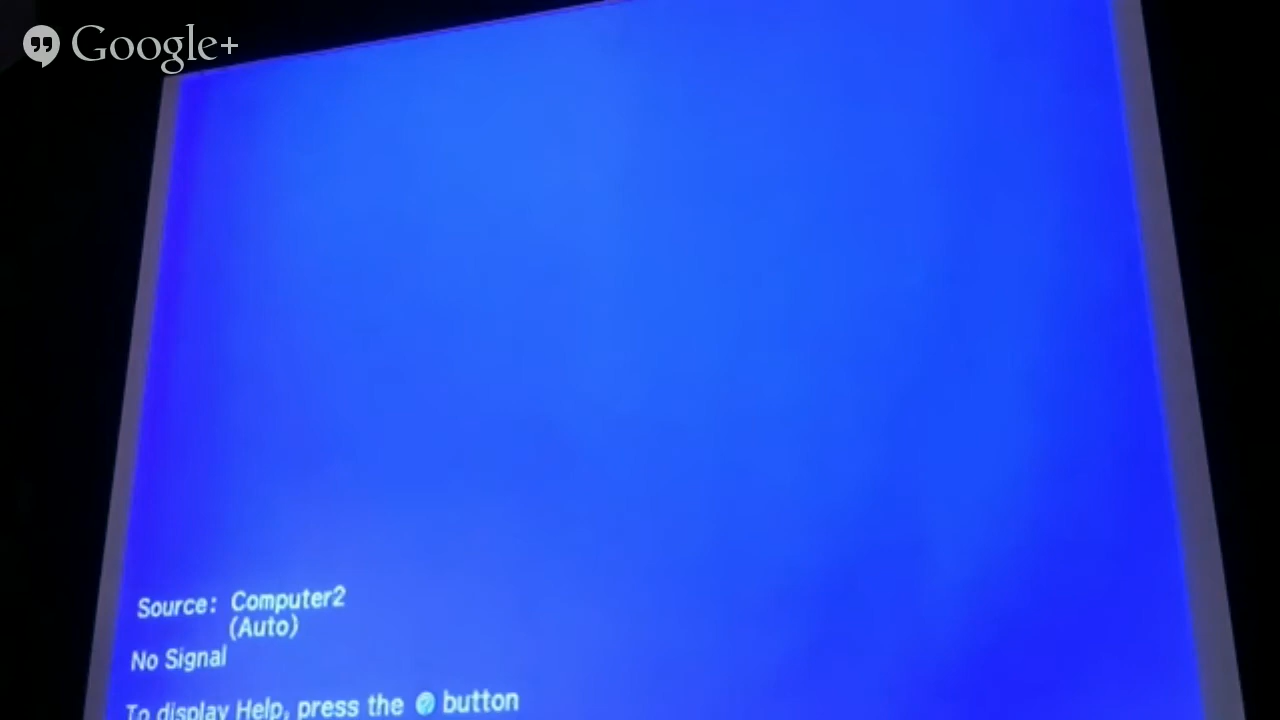 Google+
Source: Computer2
(Auto)
No Signal
To display Help, press the button